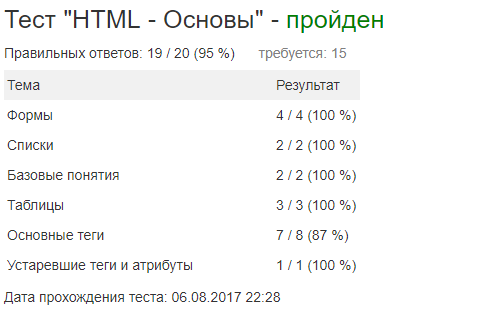 Тест "HTML - Основы" - пройден
Правильных ответов: 19 / 20 (95 %) требуется: 15
Тема Результат
Формы 4 / 4 (100 %)
Списки 2 / 2 (100 %)
Базовые понятия 2 / 2 (100 %)
Таблицы 3 / 3 (100 %)
Основные теги 7 / 8 (87 %)
Устаревшие теги и атрибуты 1 / 1 (100 %)
Дата прохождения теста: 06.08.2017 22:28